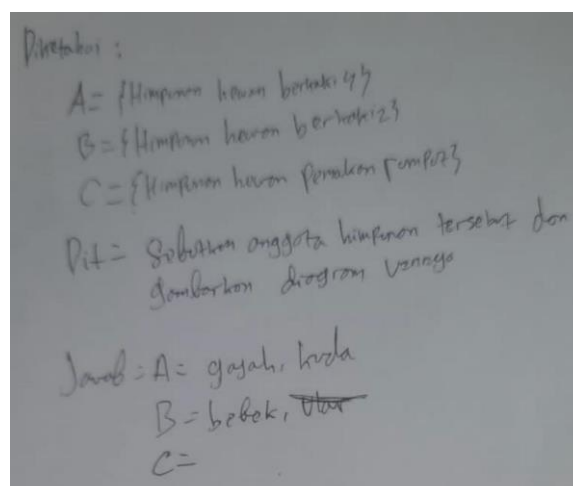 Diketahui :
A= {Himpunan hewan berkaki 4}
B= {Himpunan hewan berkaki 2}
C= {Himpunan hewan pemakan rumput}
Dit= Sebutkan anggota himpunan tersebut dan
gambarkan diagram vennya
Jawab = A= gajah, kuda
B= bebek, ular
C=